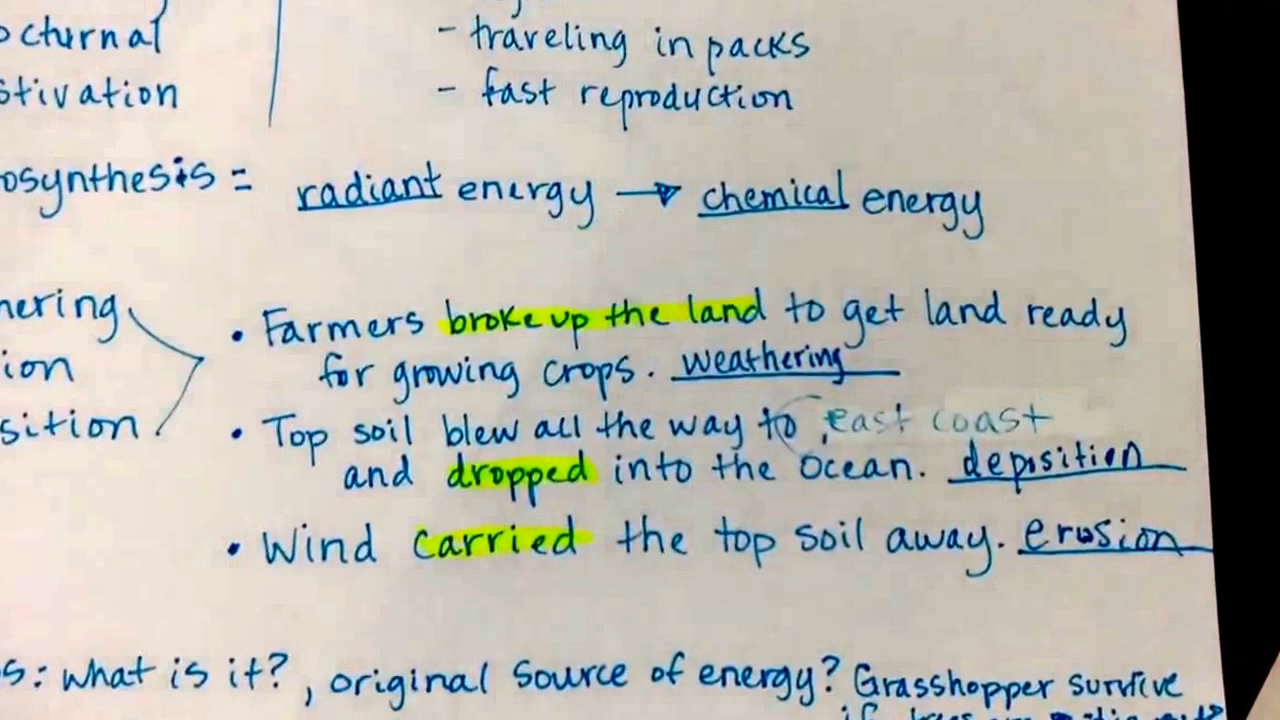 octurnal
- traveling in packs
stivation
- fast reproduction
osynthesis = radiant energy → chemical energy
hering
• Farmers broke up the land to get land ready
for growing crops. weathering
ion
• Top soil blew all the way to east coast
sition
and dropped into the ocean. deposition
• Wind carried the top soil away. erosion
s: what is it?, original source of energy? Grasshopper survive
if